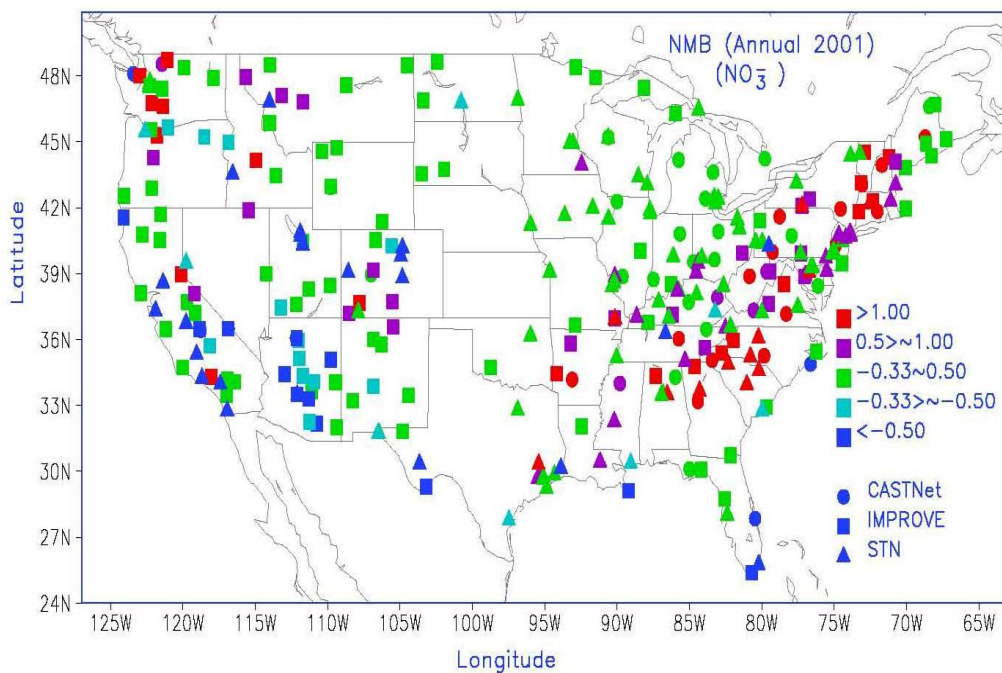 NMB (Annual 2001)
(NO₃⁻)
48N
45N
42N
39N
36N
33N
30N
27N
24N
Latitude
>1.00
0.5>~1.00
−0.33~0.50
−0.33>~−0.50
<−0.50
CASTNet
IMPROVE
STN
125W 120W 115W 110W 105W 100W 95W 90W 85W 80W 75W 70W 65W
Longitude